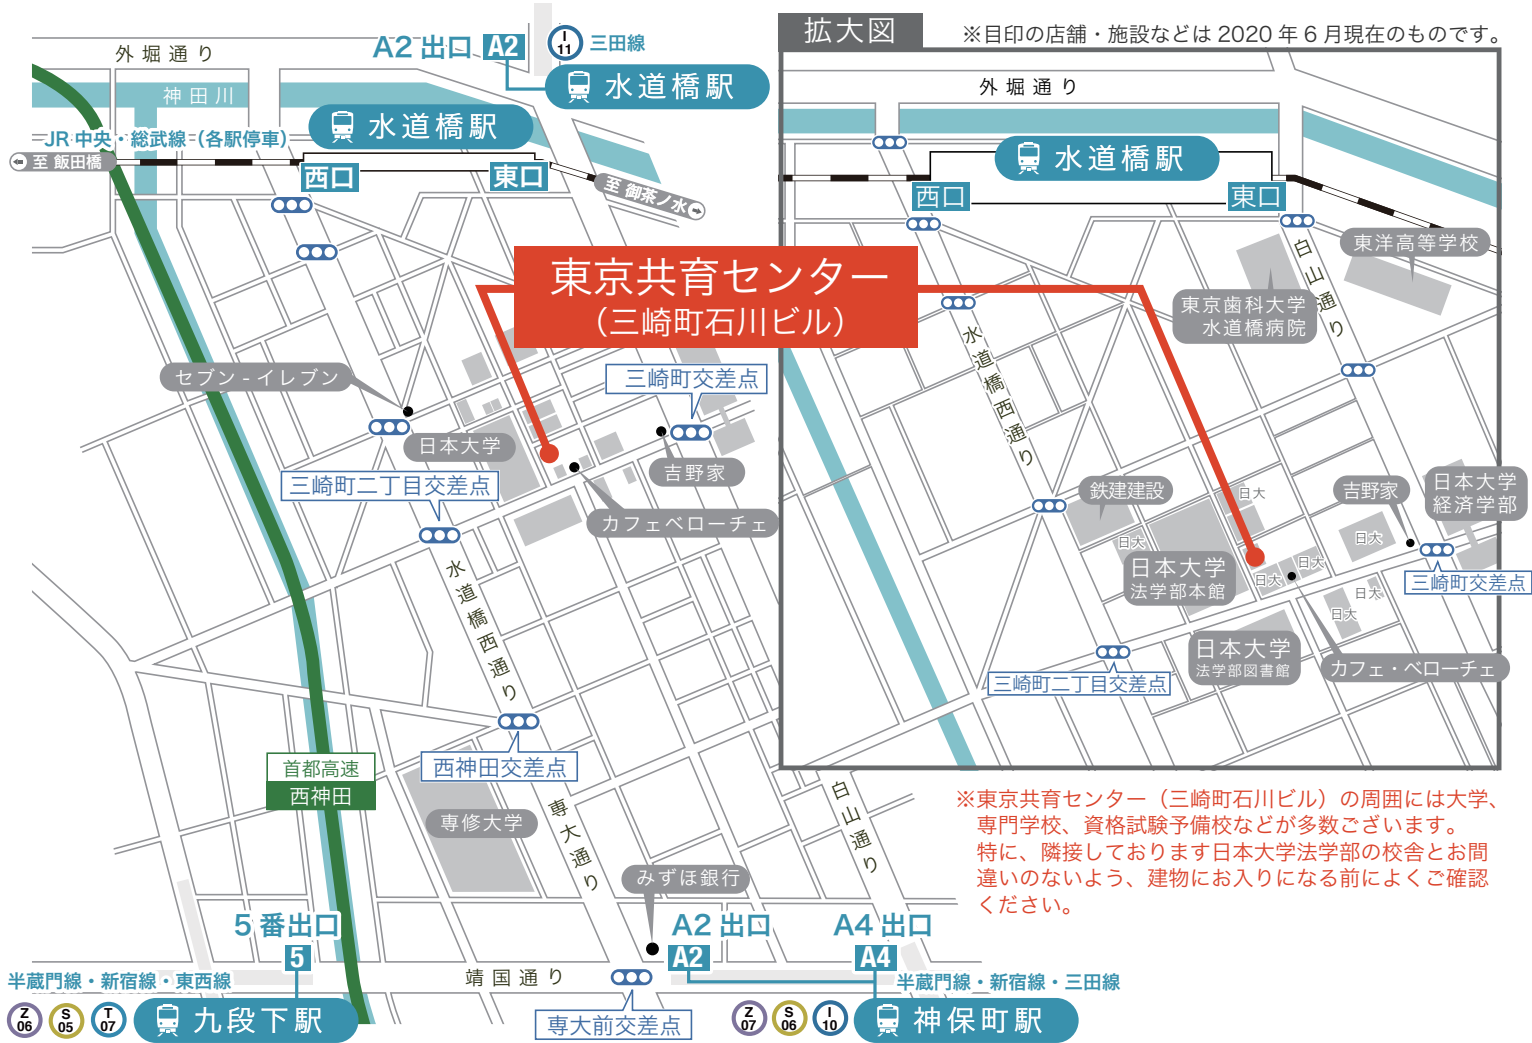 外堀通り
A2 出口 A2
I 11 三田線
水道橋駅
神田川
JR 中央・総武線（各駅停車）
水道橋駅
至 飯田橋
西口
東口
至 御茶ノ水
東京共育センター
（三崎町石川ビル）
セブン-イレブン
三崎町交差点
日本大学
吉野家
三崎町二丁目交差点
カフェベローチェ
水道橋西通り
西神田交差点
首都高速
西神田
専修大学
専大通り
白山通り
みずほ銀行
5 番出口
5
A2 出口
A2
A4 出口
A4
靖国通り
半蔵門線・新宿線・東西線
Z 06
S 05
T 07
九段下駅
専大前交差点
半蔵門線・新宿線・三田線
Z 07
S 06
I 10
神保町駅
拡大図
※目印の店舗・施設などは 2020 年 6 月現在のものです。
外堀通り
水道橋駅
西口
東口
白山通り
東洋高等学校
東京歯科大学
水道橋病院
水道橋西通り
鉄建建設
日大
吉野家
日本大学
経済学部
日大
日大
日本大学
法学部本館
日大
日大
三崎町交差点
日大
日大
日本大学
法学部図書館
カフェ・ベローチェ
三崎町二丁目交差点
※東京共育センター（三崎町石川ビル）の周囲には大学、
専門学校、資格試験予備校などが多数ございます。
特に、隣接しております日本大学法学部の校舎とお間
違いのないよう、建物にお入りになる前によくご確認
ください。